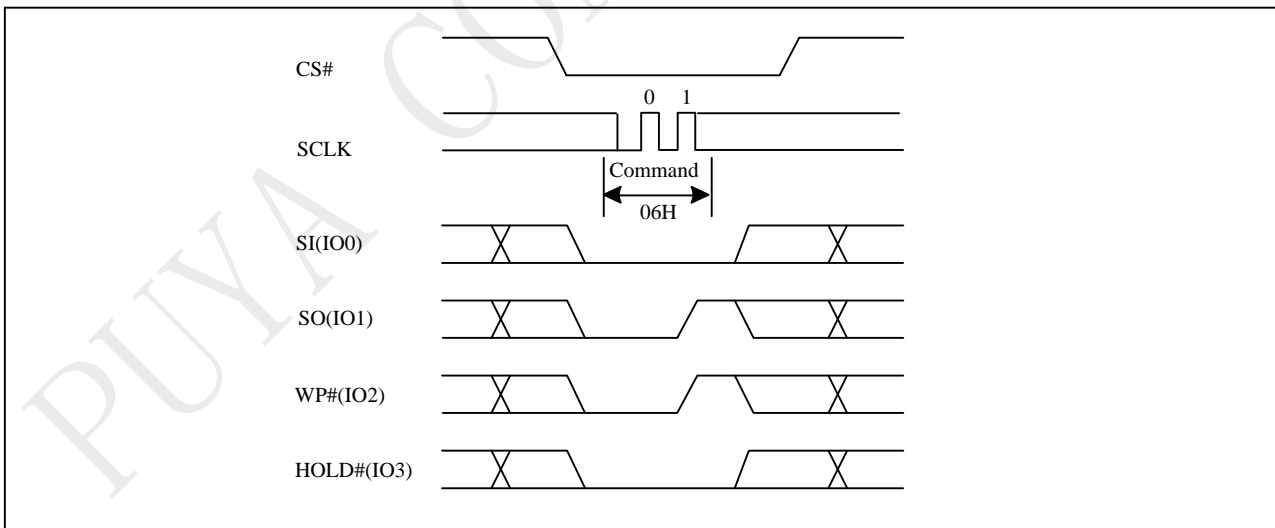 CS#
0 1
SCLK
Command
06H
SI(IO0)
SO(IO1)
WP#(IO2)
HOLD#(IO3)
PUYA